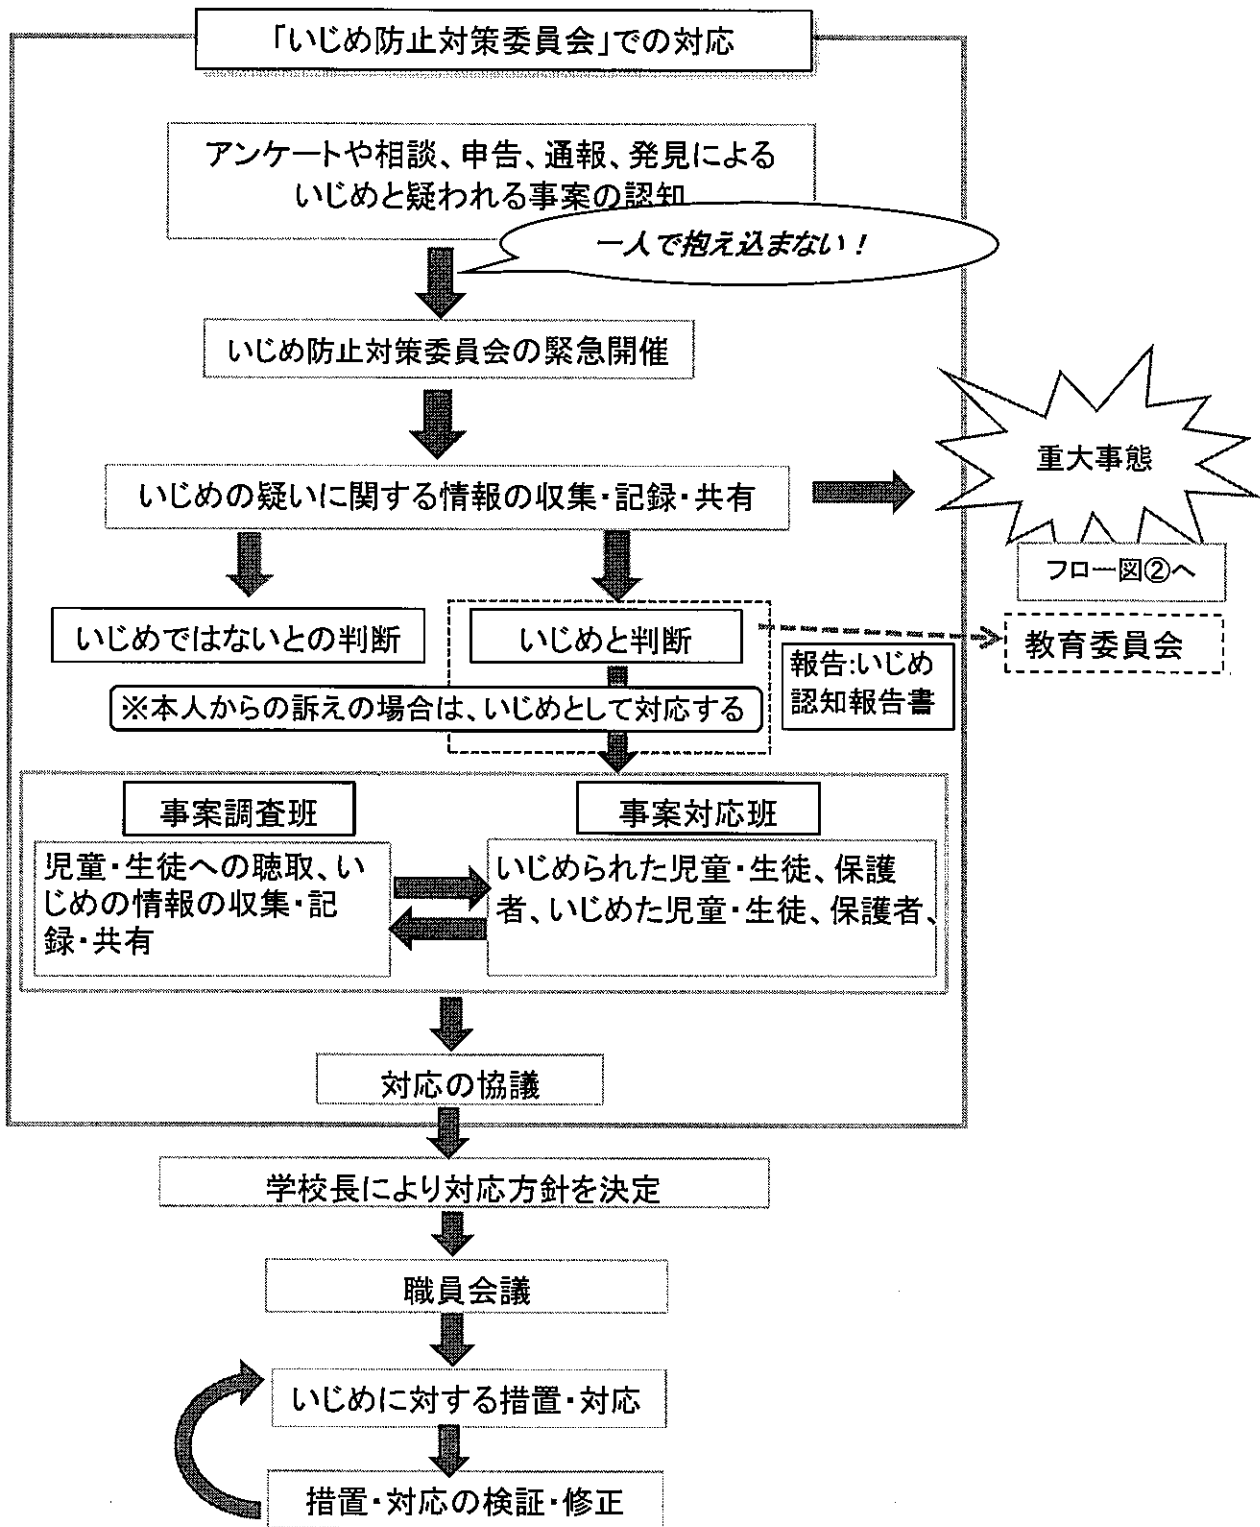 「いじめ防止対策委員会」での対応
アンケートや相談、申告、通報、発見による
いじめと疑われる事案の認知
一人で抱え込まない！
いじめ防止対策委員会の緊急開催
いじめの疑いに関する情報の収集・記録・共有
重大事態
フロー図②へ
いじめではないとの判断
いじめと判断
教育委員会
報告:いじめ
認知報告書
※本人からの訴えの場合は、いじめとして対応する
事案調査班
児童・生徒への聴取、い
じめの情報の収集・記
録・共有
事案対応班
いじめられた児童・生徒、保護
者、いじめた児童・生徒、保護者、
対応の協議
学校長により対応方針を決定
職員会議
いじめに対する措置・対応
措置・対応の検証・修正